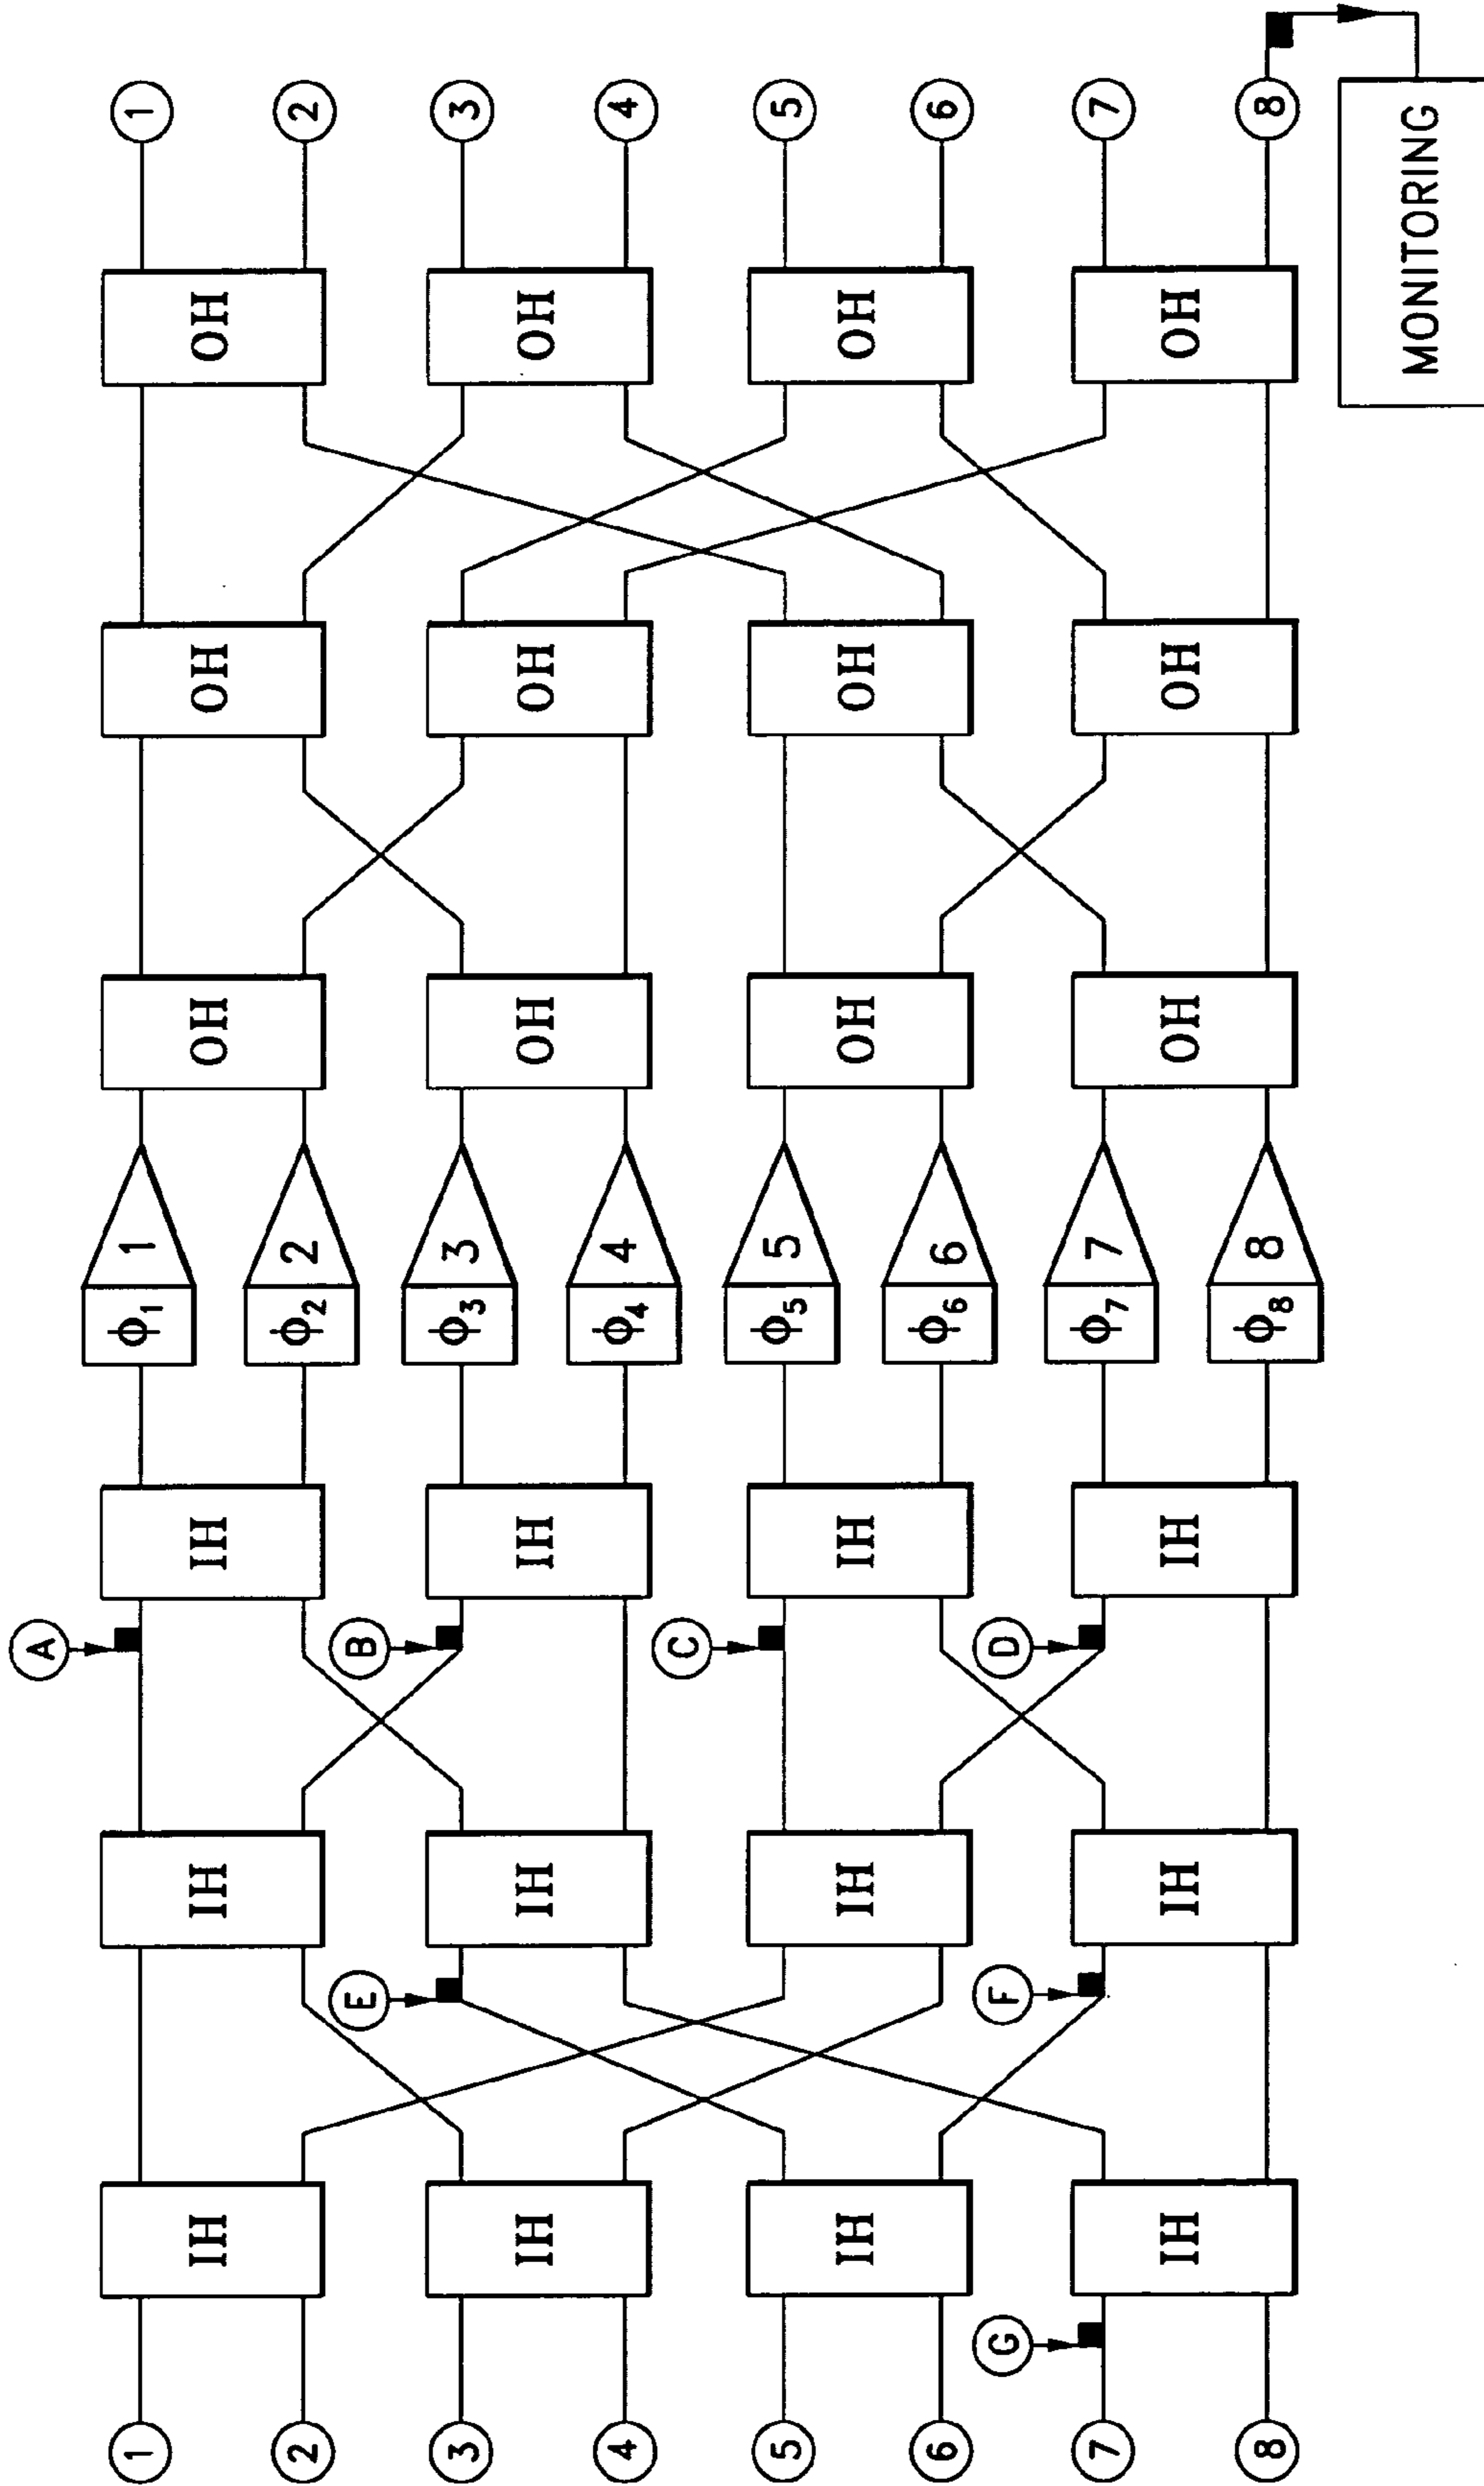 1 2 3 4 5 6 7 8
OH OH OH OH
MONITORING
OH OH OH OH
OH OH OH OH
1 2 3 4 5 6 7 8
Φ1 Φ2 Φ3 Φ4 Φ5 Φ6 Φ7 Φ8
IH IH IH IH
A B C D
IH IH IH IH
E F
IH IH IH IH
G
1 2 3 4 5 6 7 8